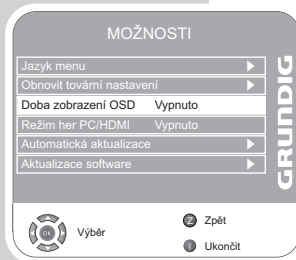 MOŽNOSTI
Jazyk menu
Obnovit tovární nastavení
Doba zobrazení OSD Vypnuto
Režim her PC/HDMI Vypnuto
Automatická aktualizace
Aktualizace software
GRUNDIG
OK
Výběr
Z Zpět
i Ukončit